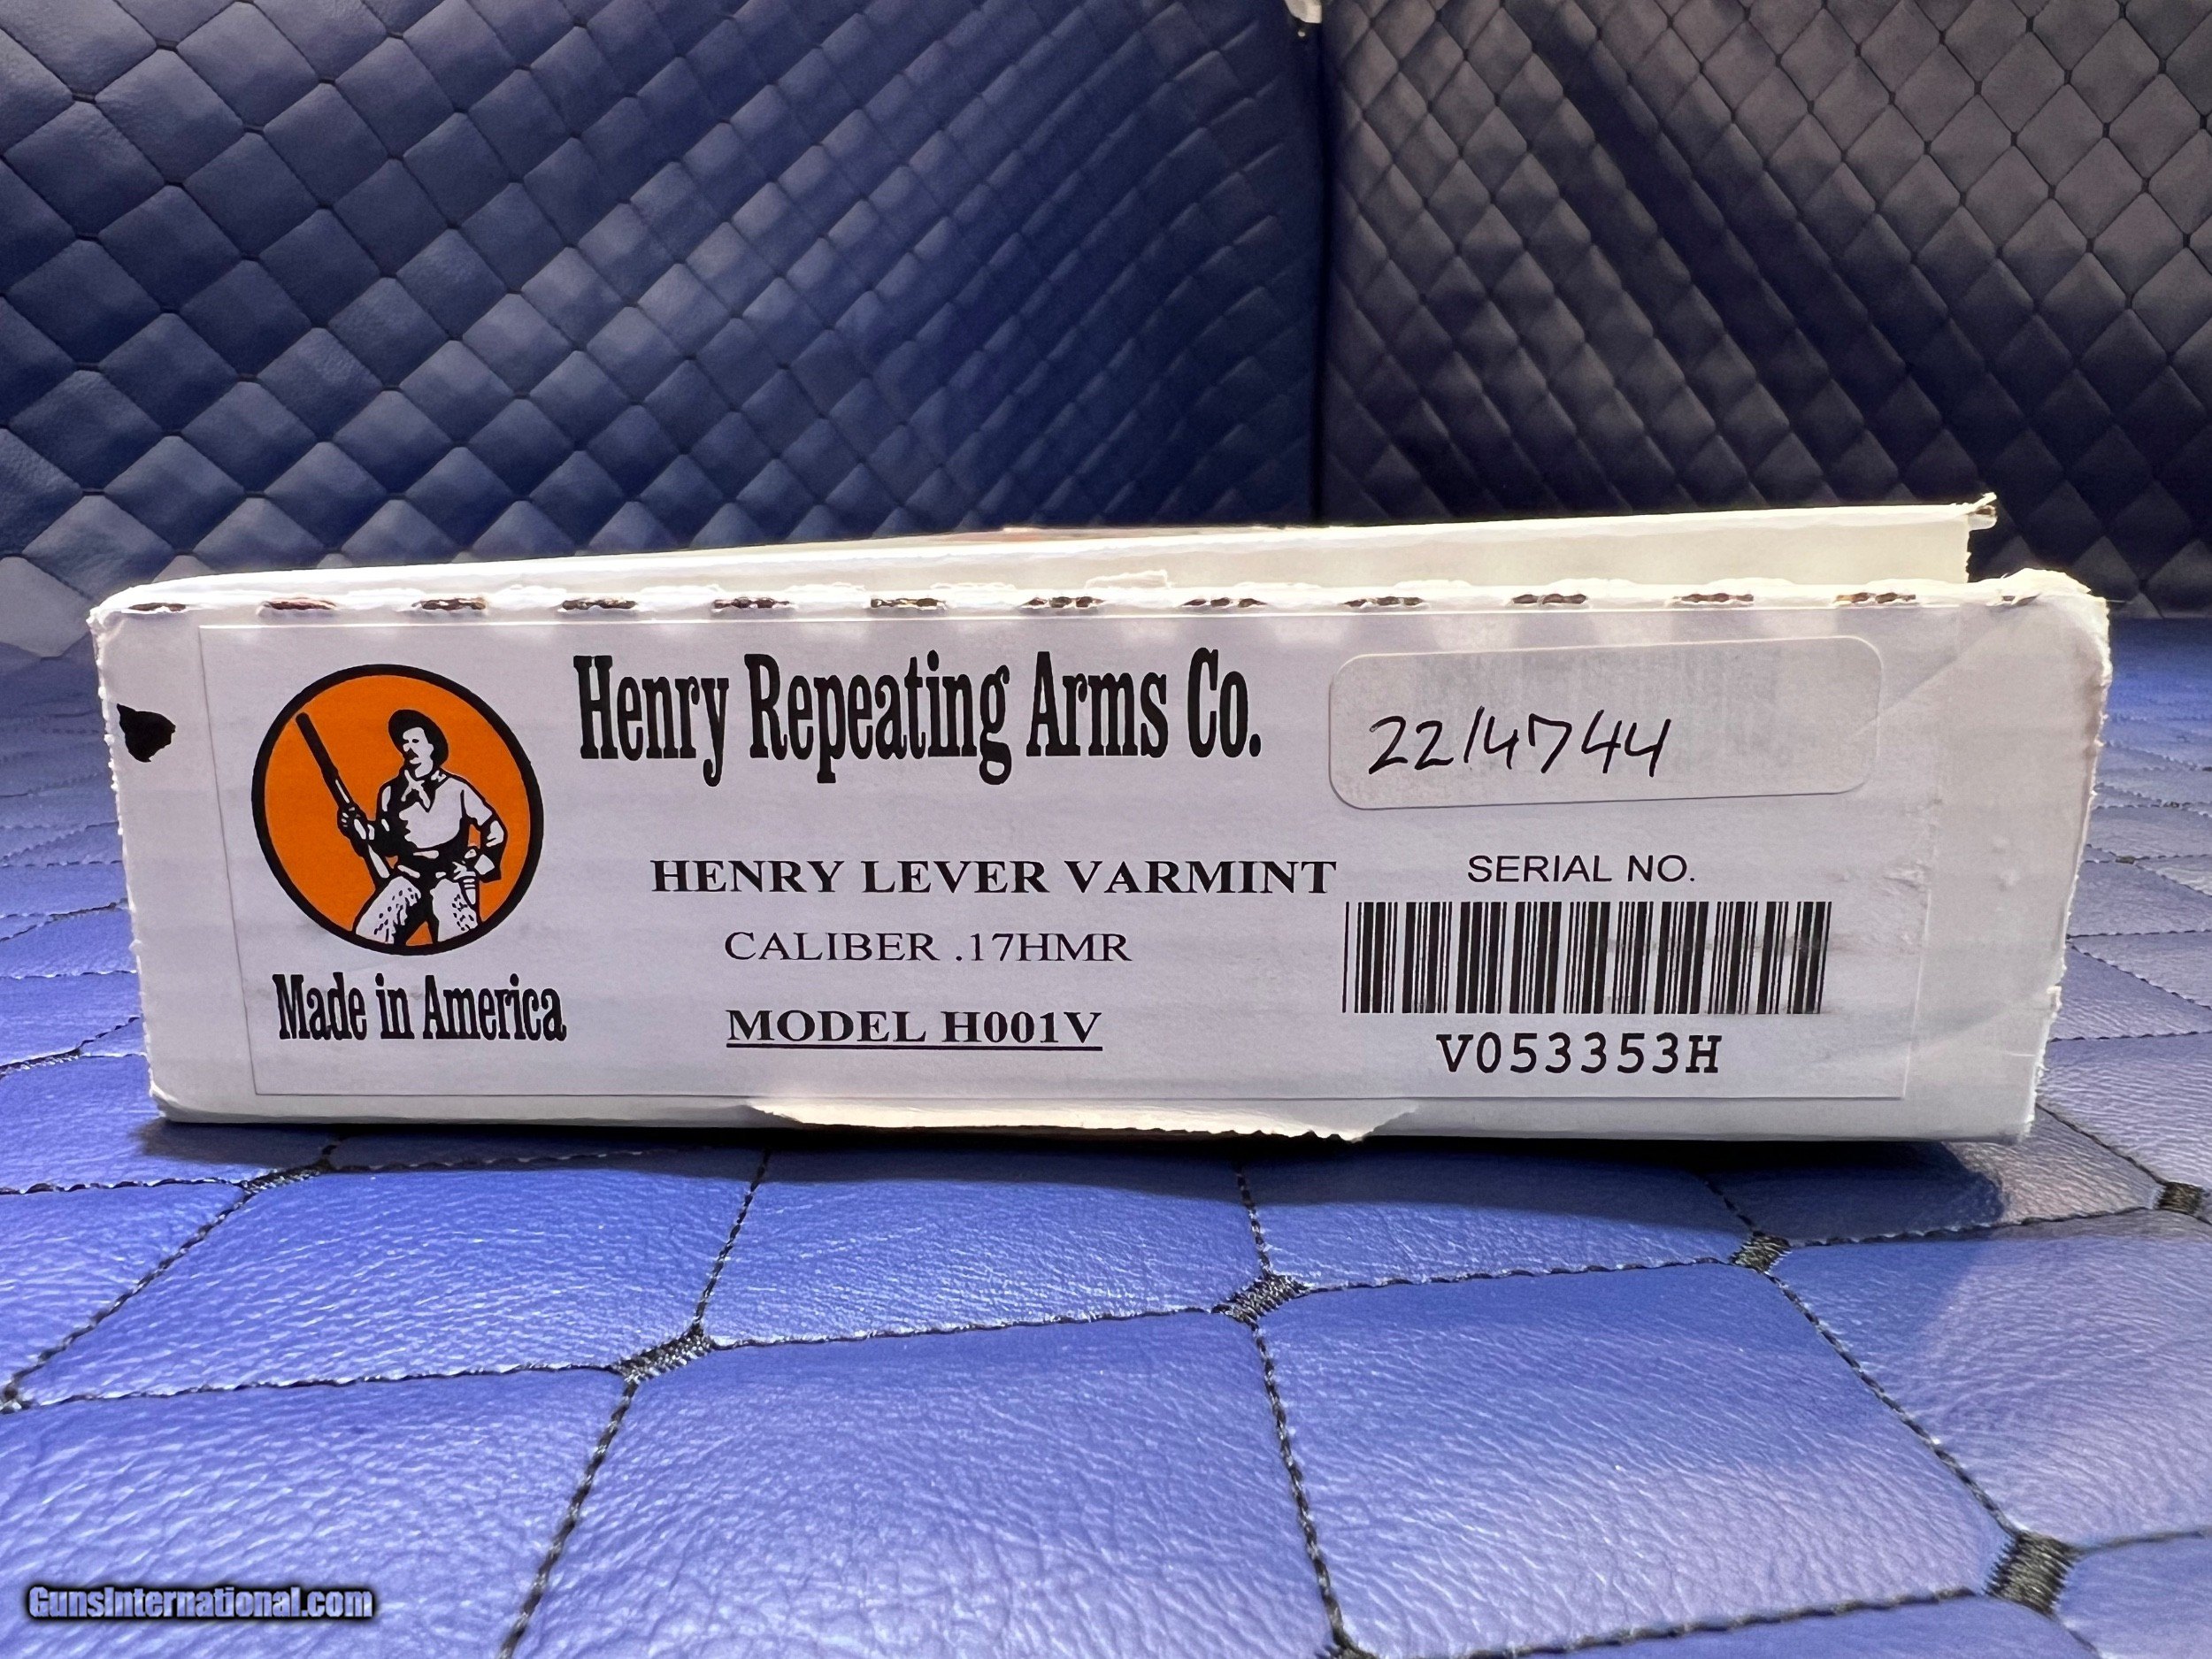 Henry Repeating Arms Co.
2214744
HENRY LEVER VARMINT
CALIBER .17HMR
MODEL H001V
SERIAL NO.
V053353H
Made in America
GunsInternational.com